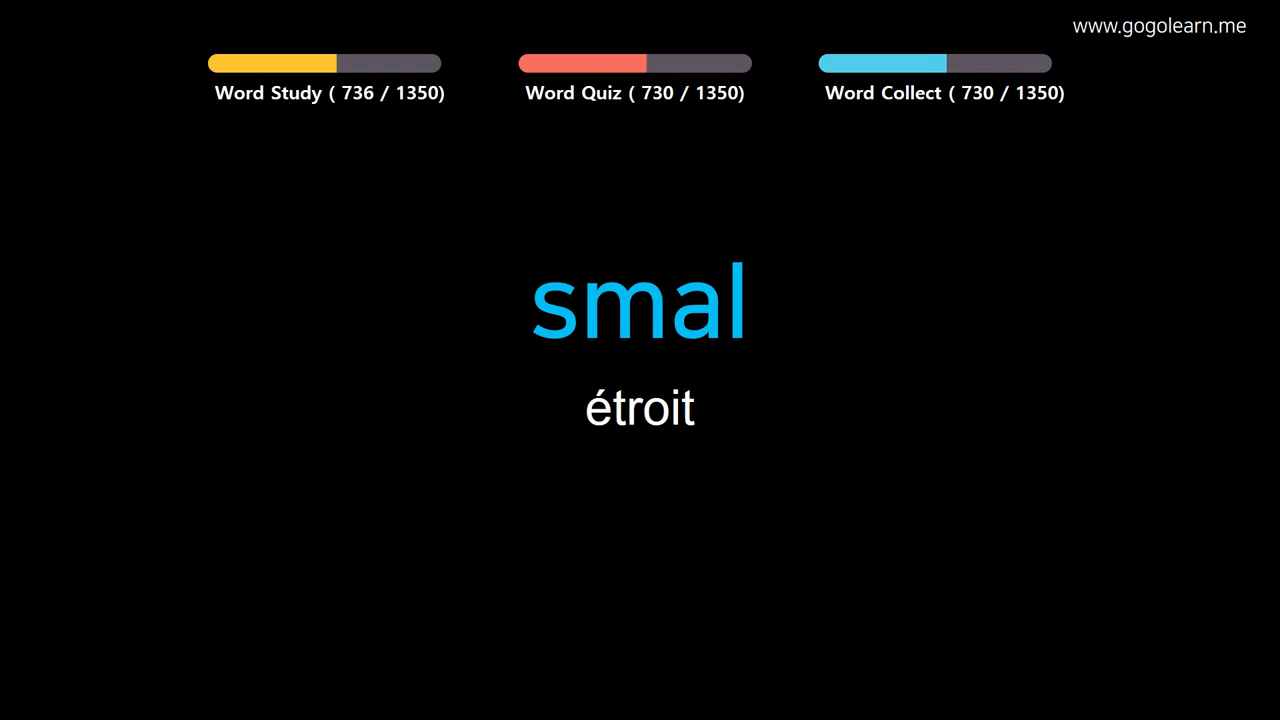 www.gogolearn.me
Word Study ( 736 / 1350)
Word Quiz ( 730 / 1350)
Word Collect ( 730 / 1350)
smal
étroit